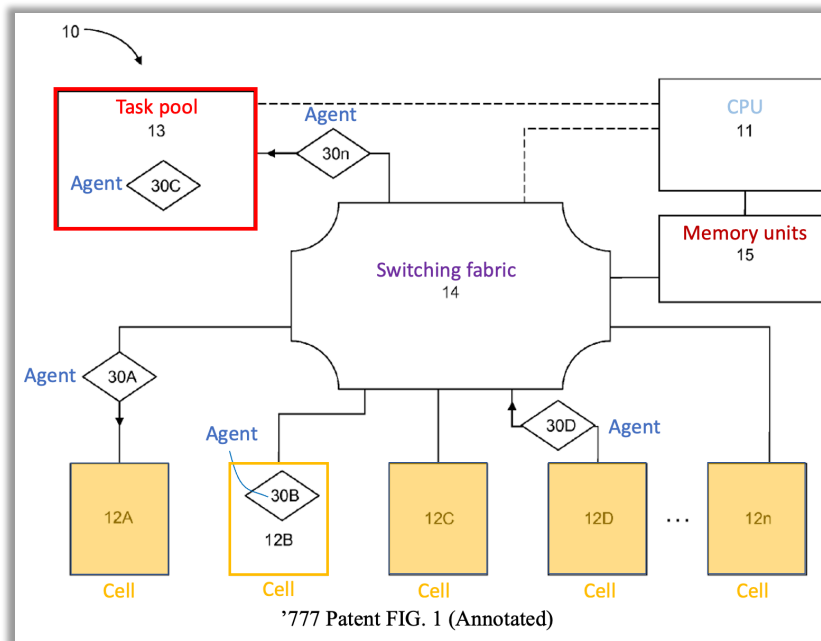 10
Task pool
13
Agent
30C
Agent
30n
CPU
11
Memory units
15
Switching fabric
14
Agent
30A
Agent
30B
30D
Agent
12A
12B
12C
12D
...
12n
Cell
Cell
Cell
Cell
Cell
’777 Patent FIG. 1 (Annotated)